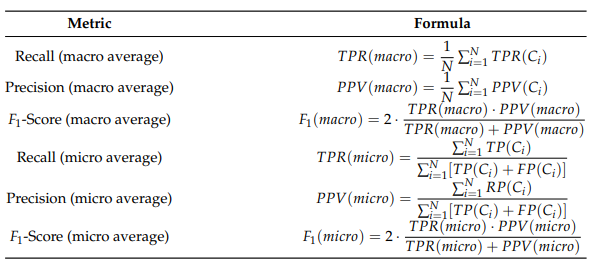 Metric Formula
Recall (macro average) TPR(macro) = \frac{1}{N} \sum_{i=1}^{N} TPR(C_i)
Precision (macro average) PPV(macro) = \frac{1}{N} \sum_{i=1}^{N} PPV(C_i)
F_1-Score (macro average) F_1(macro) = 2 · \frac{TPR(macro) · PPV(macro)}{TPR(macro) + PPV(macro)}
Recall (micro average) TPR(micro) = \frac{\sum_{i=1}^{N} TP(C_i)}{\sum_{i=1}^{N} [TP(C_i) + FP(C_i)]}
Precision (micro average) PPV(micro) = \frac{\sum_{i=1}^{N} RP(C_i)}{\sum_{i=1}^{N} [TP(C_i) + FP(C_i)]}
F_1-Score (micro average) F_1(micro) = 2 · \frac{TPR(micro) · PPV(micro)}{TPR(micro) + PPV(micro)}